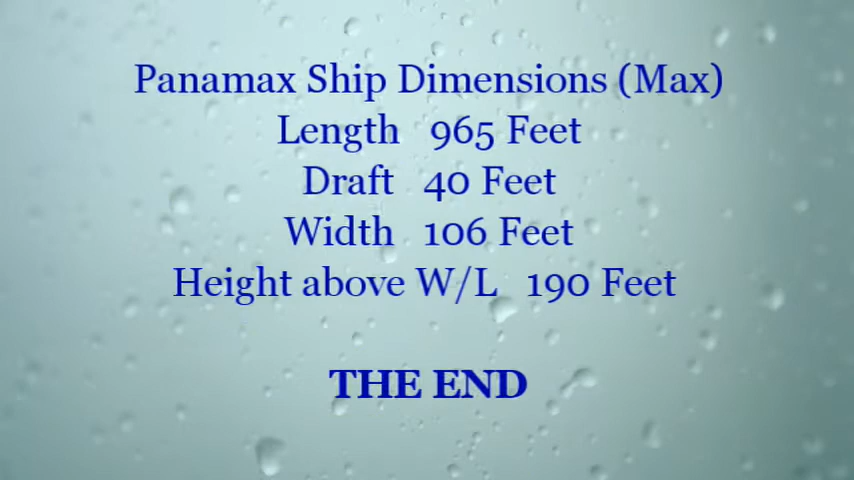 Panamax Ship Dimensions (Max)
Length 965 Feet
Draft 40 Feet
Width 106 Feet
Height above W/L 190 Feet
THE END